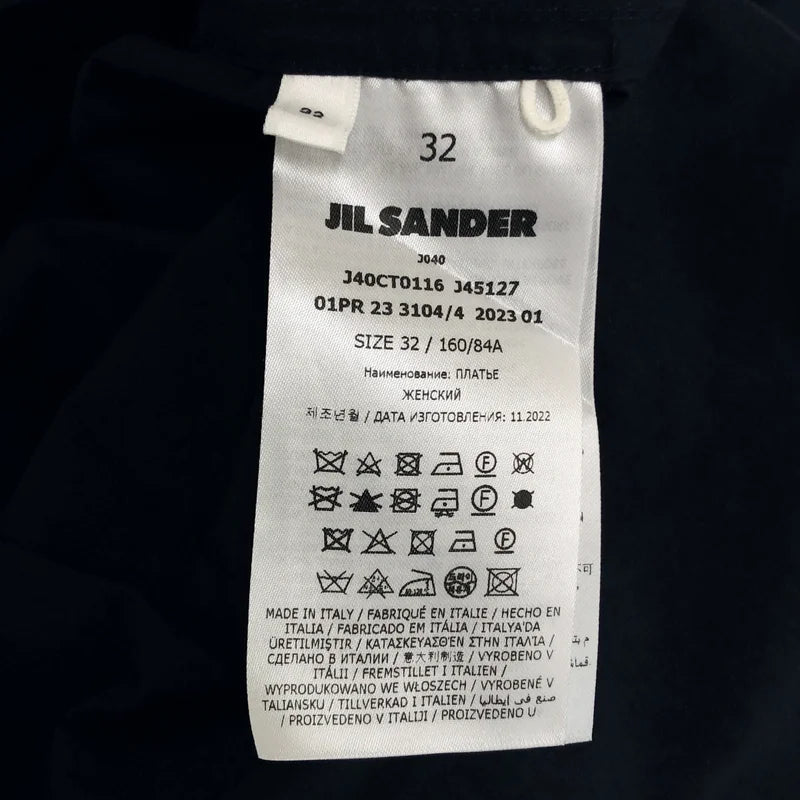 32
JIL SANDER
J040
J40CT0116 J45127
01PR 23 3104/4 2023 01
SIZE 32 / 160/84A
Наименование: ПЛАТЬЕ
ЖЕНСКИЙ
제조년월 / ДАТА ИЗГОТОВЛЕНИЯ: 11.2022
MADE IN ITALY / FABRIQUÉ EN ITALIE / HECHO EN
ITALIA / FABRICADO EM ITÁLIA / ITALYA'DA
ÜRETILMIŞTIR / ΚΑΤΑΣΚΕΥΑΣΘΕΝ ΣΤΗΝ ΙΤΑΛΊΑ /
СДЕЛАНО В ИТАЛИИ / 意大利制造 / VYROBENO V
ITÁLII / FREMSTILLET I ITALIEN /
WYPRODUKOWANO WE WŁOSZECH / VYROBENÉ V
TALIANSKU / TILLVERKAD I ITALIEN / صنع في إيطاليا
/ PROIZVEDENO V ITALIJI / PROIZVEDENO U